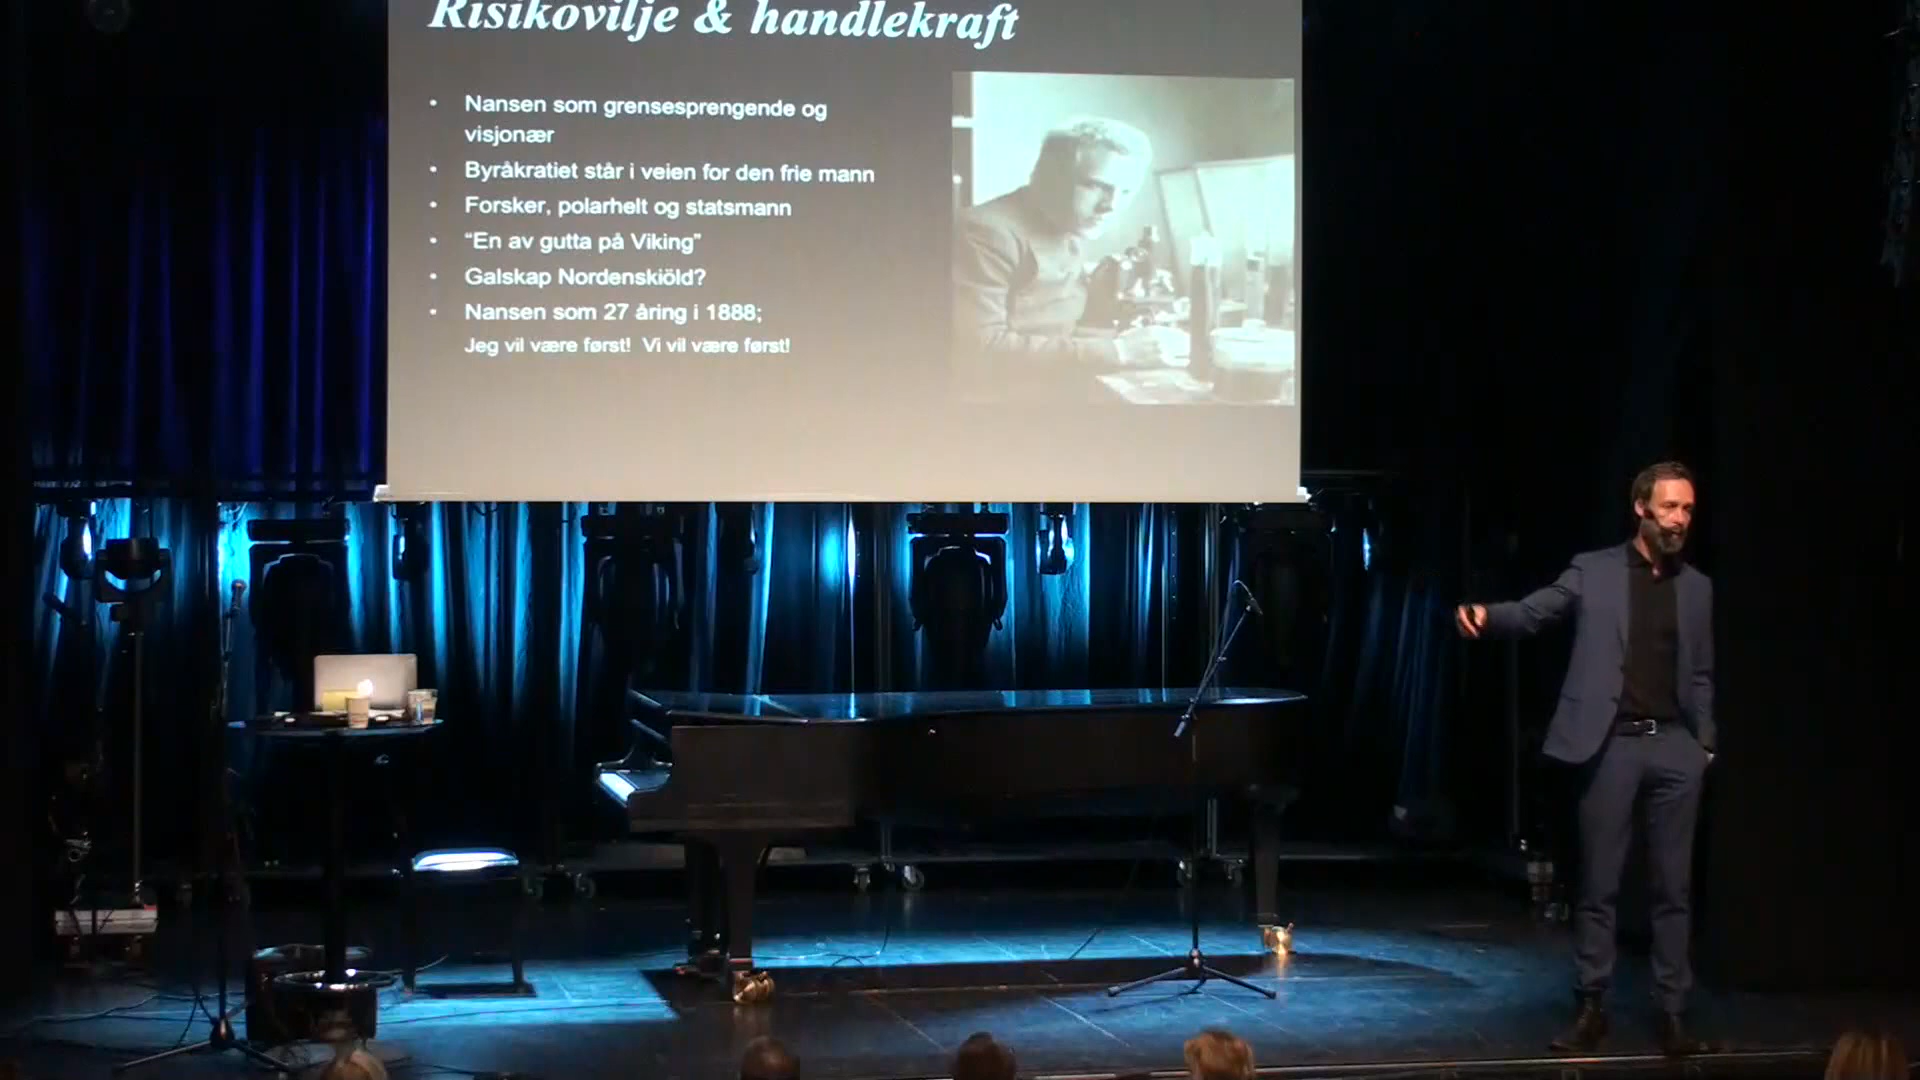 Risikovilje & handlekraft
• Nansen som grensesprengende og
visjonær
• Byråkratiet står i veien for den frie mann
• Forsker, polarhelt og statsmann
• “En av gutta på Viking”
• Galskap Nordenskiöld?
• Nansen som 27 åring i 1888;
Jeg vil være først! Vi vil være først!